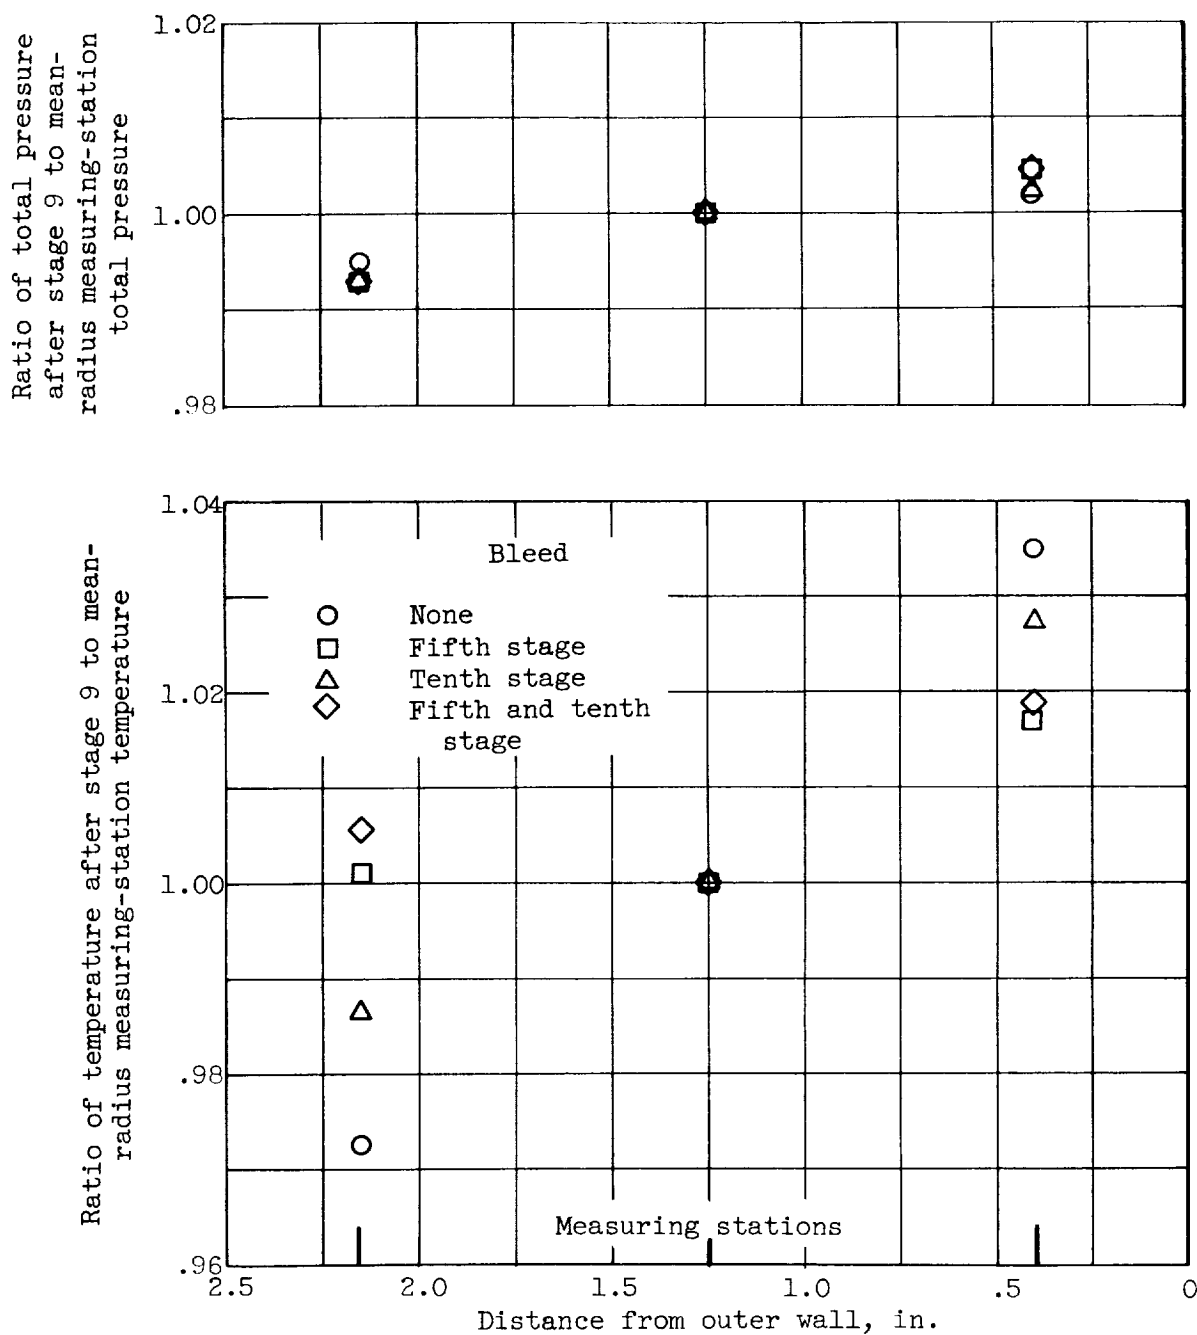 Ratio of total pressure
after stage 9 to mean-
radius measuring-station
total pressure
1.02
1.00
.98
Ratio of temperature after stage 9 to mean-
radius measuring-station temperature
1.04
1.02
1.00
.98
.96
Bleed
None
Fifth stage
Tenth stage
Fifth and tenth
stage
Measuring stations
2.5 2.0 1.5 1.0 .5 0
Distance from outer wall, in.